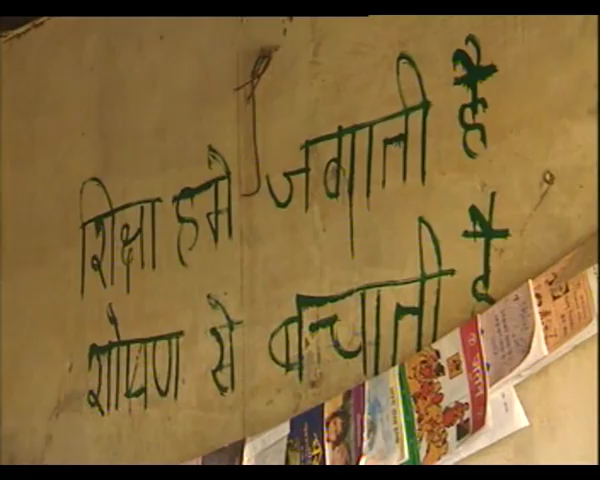 शिक्षा हमे जगाती है
शोषण से बचाती है